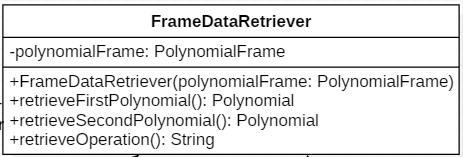 FrameDataRetriever
-polynomialFrame: PolynomialFrame
+FrameDataRetriever(polynomialFrame: PolynomialFrame)
+retrieveFirstPolynomial(): Polynomial
+retrieveSecondPolynomial(): Polynomial
+retrieveOperation(): String